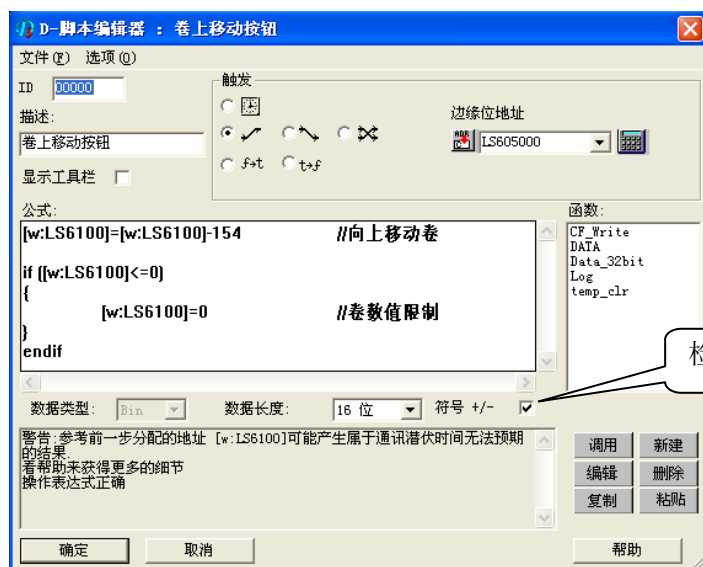 D-脚本编辑器 : 卷上移动按钮
文件(F) 选项(O)
ID 00000
触发
描述:
边缘位地址
卷上移动按钮
LS605000
显示工具栏
f→t t→f
公式:
函数:
[w:LS6100]=[w:LS6100]-154 //向上移动卷
if ([w:LS6100]<=0)
{
[w:LS6100]=0 //卷数值限制
}
endif
CF_Write
DATA
Data_32bit
Log
temp_clr
检
数据类型: Bin 数据长度: 16 位 符号 +/-
警告:参考前一步分配的地址 [w:LS6100]可能产生属于通讯潜伏时间无法预期
的结果.
看帮助来获得更多的细节
操作表达式正确
调用 新建
编辑 删除
复制 粘贴
确定 取消 帮助